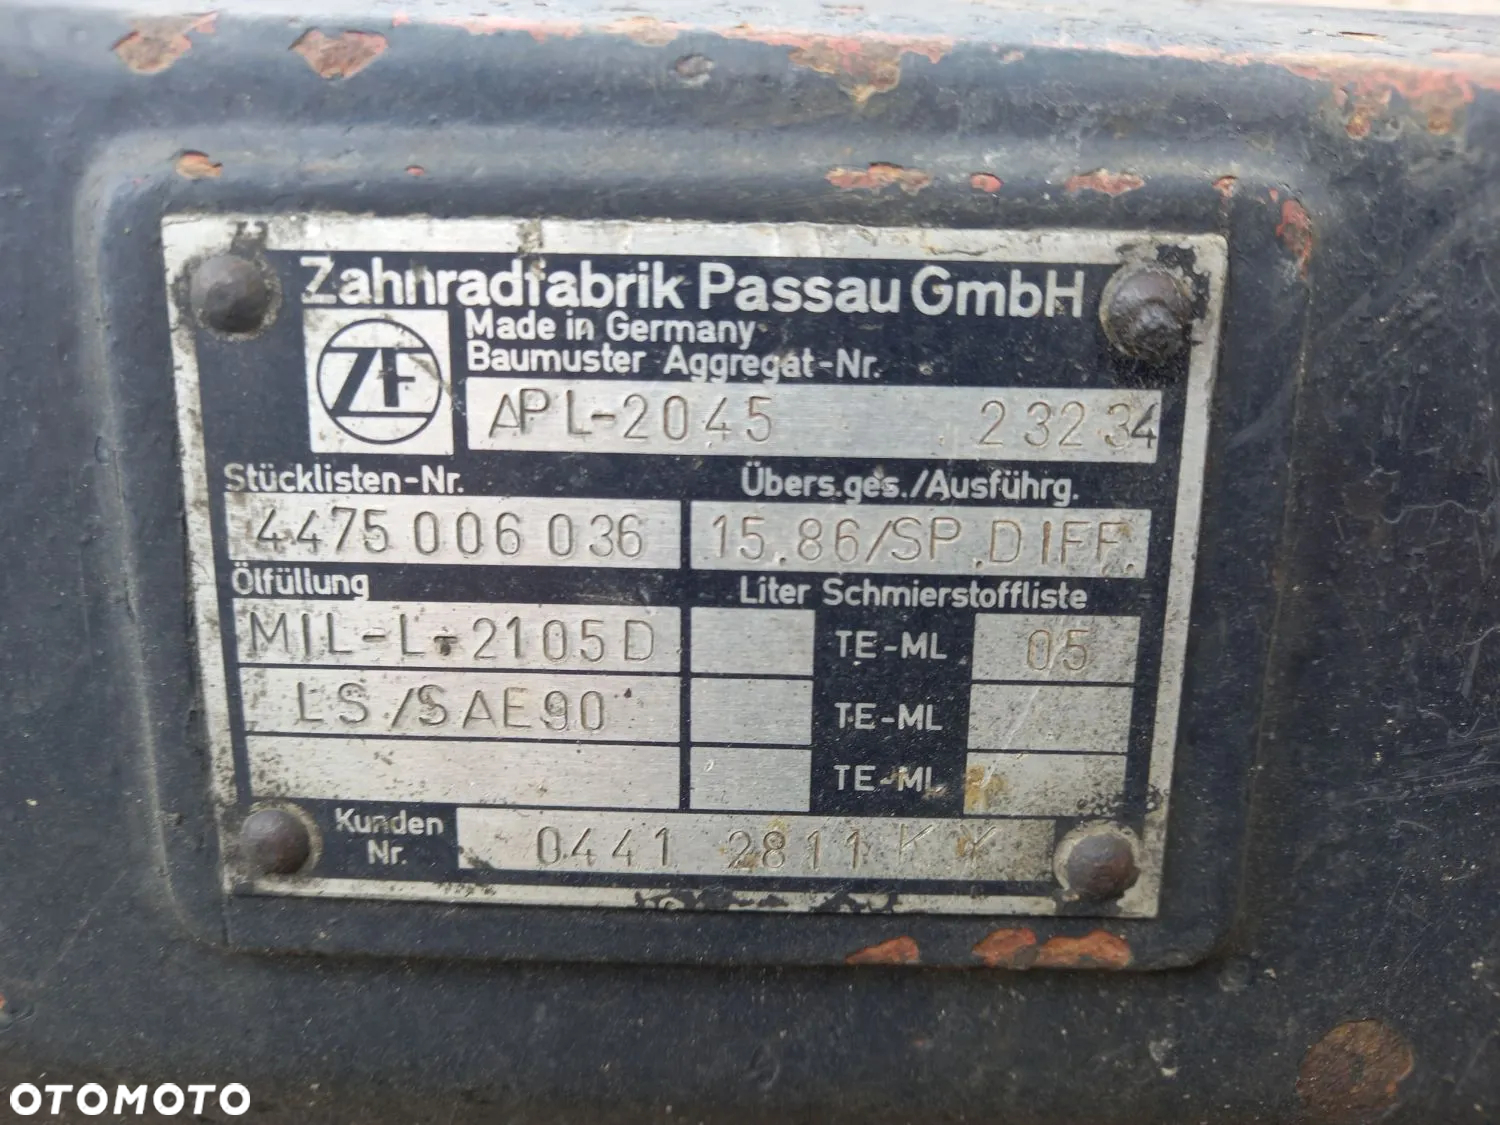 Zahnradfabrik Passau GmbH
ZF
Made in Germany
Baumuster Aggregat-Nr.
APL-2045 23234
Stücklisten-Nr. Übers.ges./Ausführg.
4475 006 036 15.86/SP.DIFF.
Ölfüllung Liter Schmierstoffliste
MIL-L-2105D TE-ML 05
LS/SAE90 TE-ML
TE-ML
Kunden Nr. 0441 2811 KX
OTOMOTO